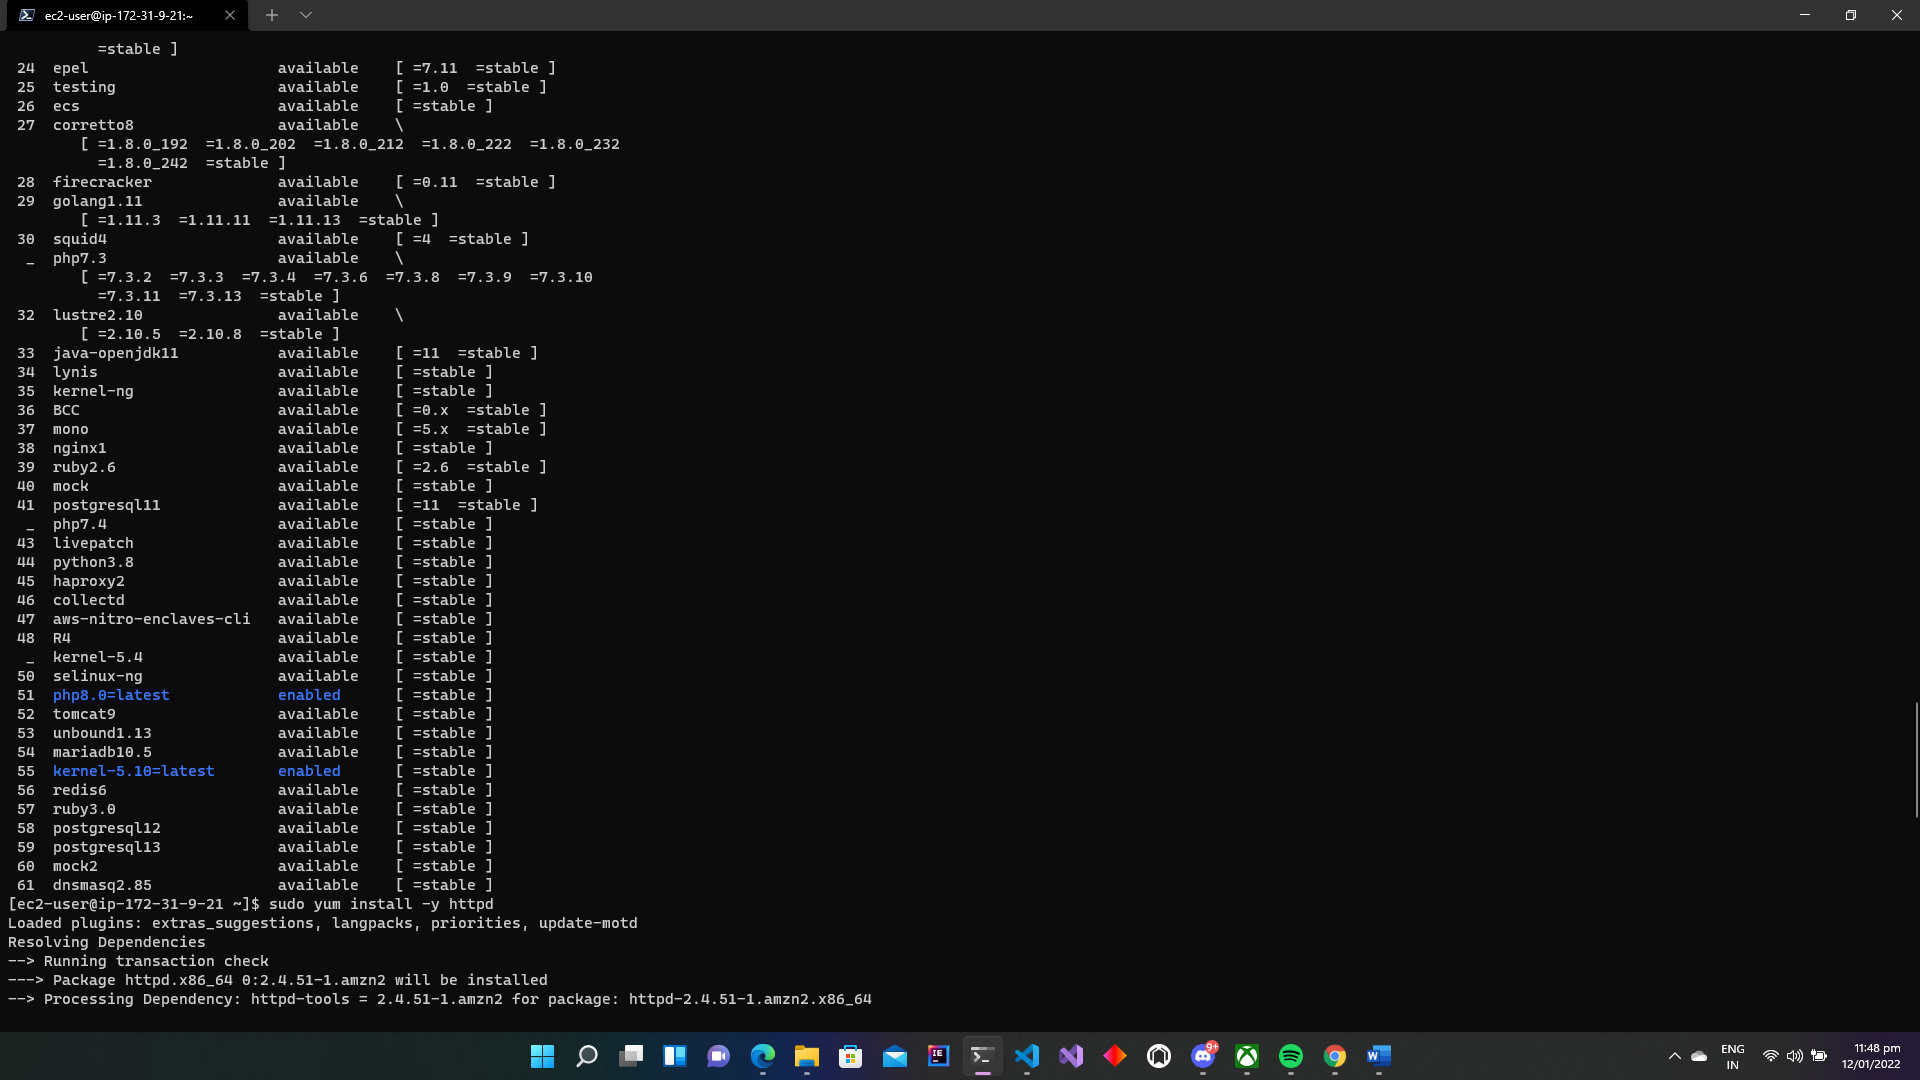 ec2-user@ip-172-31-9-21:~
=stable ]
24 epel available [ =7.11 =stable ]
25 testing available [ =1.0 =stable ]
26 ecs available [ =stable ]
27 corretto8 available \
[ =1.8.0_192 =1.8.0_202 =1.8.0_212 =1.8.0_222 =1.8.0_232
=1.8.0_242 =stable ]
28 firecracker available [ =0.11 =stable ]
29 golang1.11 available \
[ =1.11.3 =1.11.11 =1.11.13 =stable ]
30 squid4 available [ =4 =stable ]
_ php7.3 available \
[ =7.3.2 =7.3.3 =7.3.4 =7.3.6 =7.3.8 =7.3.9 =7.3.10
=7.3.11 =7.3.13 =stable ]
32 lustre2.10 available \
[ =2.10.5 =2.10.8 =stable ]
33 java-openjdk11 available [ =11 =stable ]
34 lynis available [ =stable ]
35 kernel-ng available [ =stable ]
36 BCC available [ =0.x =stable ]
37 mono available [ =5.x =stable ]
38 nginx1 available [ =stable ]
39 ruby2.6 available [ =2.6 =stable ]
40 mock available [ =stable ]
41 postgresql11 available [ =11 =stable ]
_ php7.4 available [ =stable ]
43 livepatch available [ =stable ]
44 python3.8 available [ =stable ]
45 haproxy2 available [ =stable ]
46 collectd available [ =stable ]
47 aws-nitro-enclaves-cli available [ =stable ]
48 R4 available [ =stable ]
_ kernel-5.4 available [ =stable ]
50 selinux-ng available [ =stable ]
51 php8.0=latest enabled [ =stable ]
52 tomcat9 available [ =stable ]
53 unbound1.13 available [ =stable ]
54 mariadb10.5 available [ =stable ]
55 kernel-5.10=latest enabled [ =stable ]
56 redis6 available [ =stable ]
57 ruby3.0 available [ =stable ]
58 postgresql12 available [ =stable ]
59 postgresql13 available [ =stable ]
60 mock2 available [ =stable ]
61 dnsmasq2.85 available [ =stable ]
[ec2-user@ip-172-31-9-21 ~]$ sudo yum install -y httpd
Loaded plugins: extras_suggestions, langpacks, priorities, update-motd
Resolving Dependencies
--> Running transaction check
---> Package httpd.x86_64 0:2.4.51-1.amzn2 will be installed
--> Processing Dependency: httpd-tools = 2.4.51-1.amzn2 for package: httpd-2.4.51-1.amzn2.x86_64
IE
9+
W
ENG
IN
11:48 pm
12/01/2022